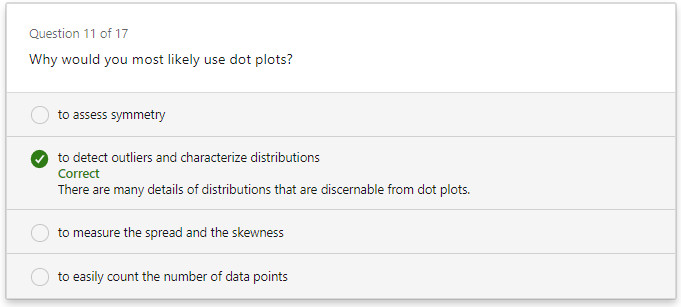 Question 11 of 17
Why would you most likely use dot plots?
to assess symmetry
to detect outliers and characterize distributions
Correct
There are many details of distributions that are discernable from dot plots.
to measure the spread and the skewness
to easily count the number of data points